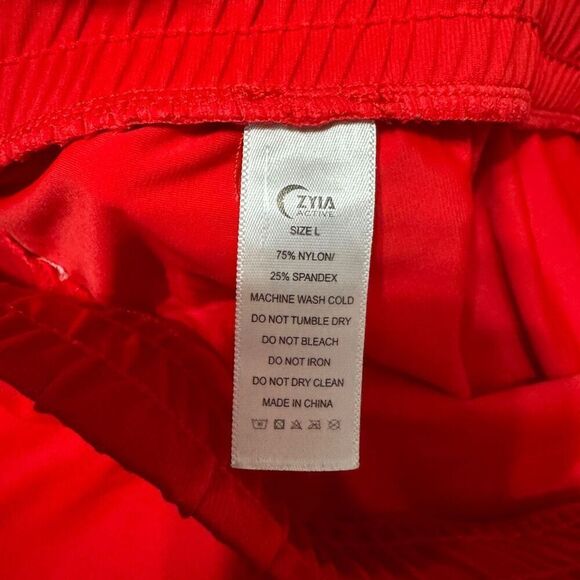 ZYIA
ACTIVE
SIZE L
75% NYLON/
25% SPANDEX
MACHINE WASH COLD
DO NOT TUMBLE DRY
DO NOT BLEACH
DO NOT IRON
DO NOT DRY CLEAN
MADE IN CHINA